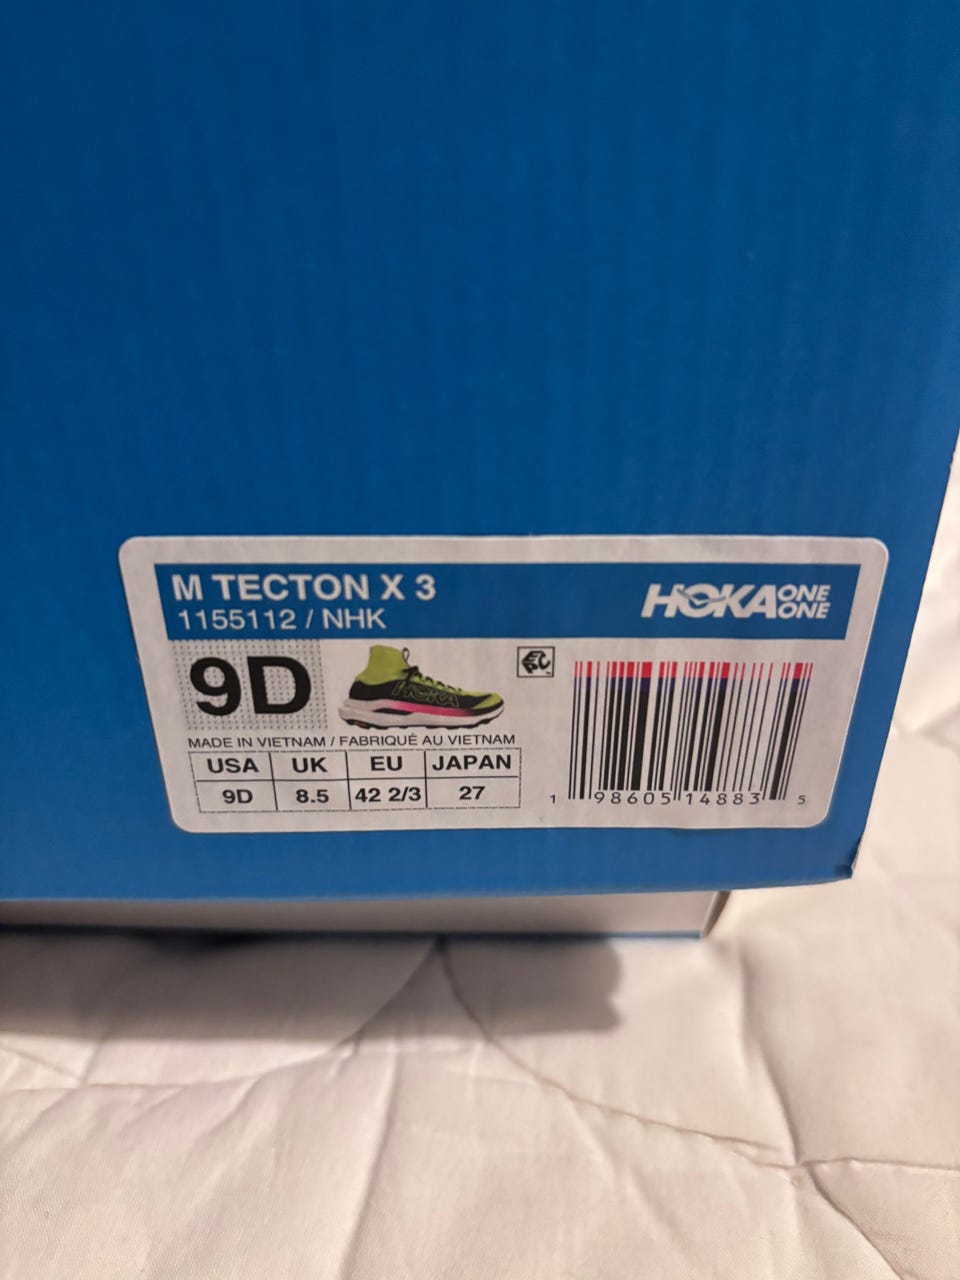 M TECTON X 3
1155112 / NHK
HOKA ONE ONE
9D
HOKA
MADE IN VIETNAM / FABRIQUÉ AU VIETNAM
USA UK EU JAPAN
9D 8.5 42 2/3 27
1 98605 14883 5